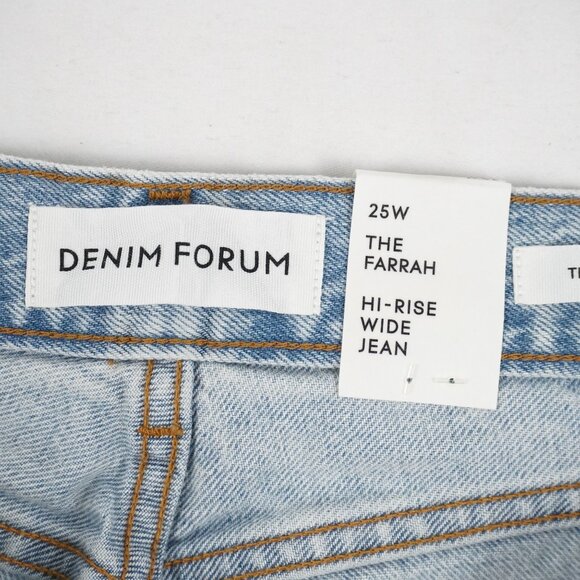 DENIM FORUM
25W
THE
FARRAH
HI-RISE
WIDE
JEAN